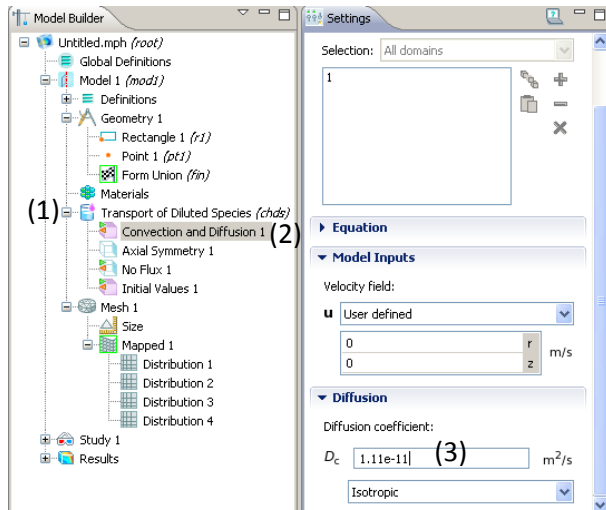 Model Builder
Untitled.mph (root)
Global Definitions
Model 1 (mod1)
Definitions
Geometry 1
Rectangle 1 (r1)
Point 1 (pt1)
Form Union (fin)
Materials
(1) Transport of Diluted Species (chds)
Convection and Diffusion 1 (2)
Axial Symmetry 1
No Flux 1
Initial Values 1
Mesh 1
Size
Mapped 1
Distribution 1
Distribution 2
Distribution 3
Distribution 4
Study 1
Results
Settings
Selection: All domains
1
Equation
Model Inputs
Velocity field:
u User defined
0 r
0 z
m/s
Diffusion
Diffusion coefficient:
Dc 1.11e-11 (3) m²/s
Isotropic